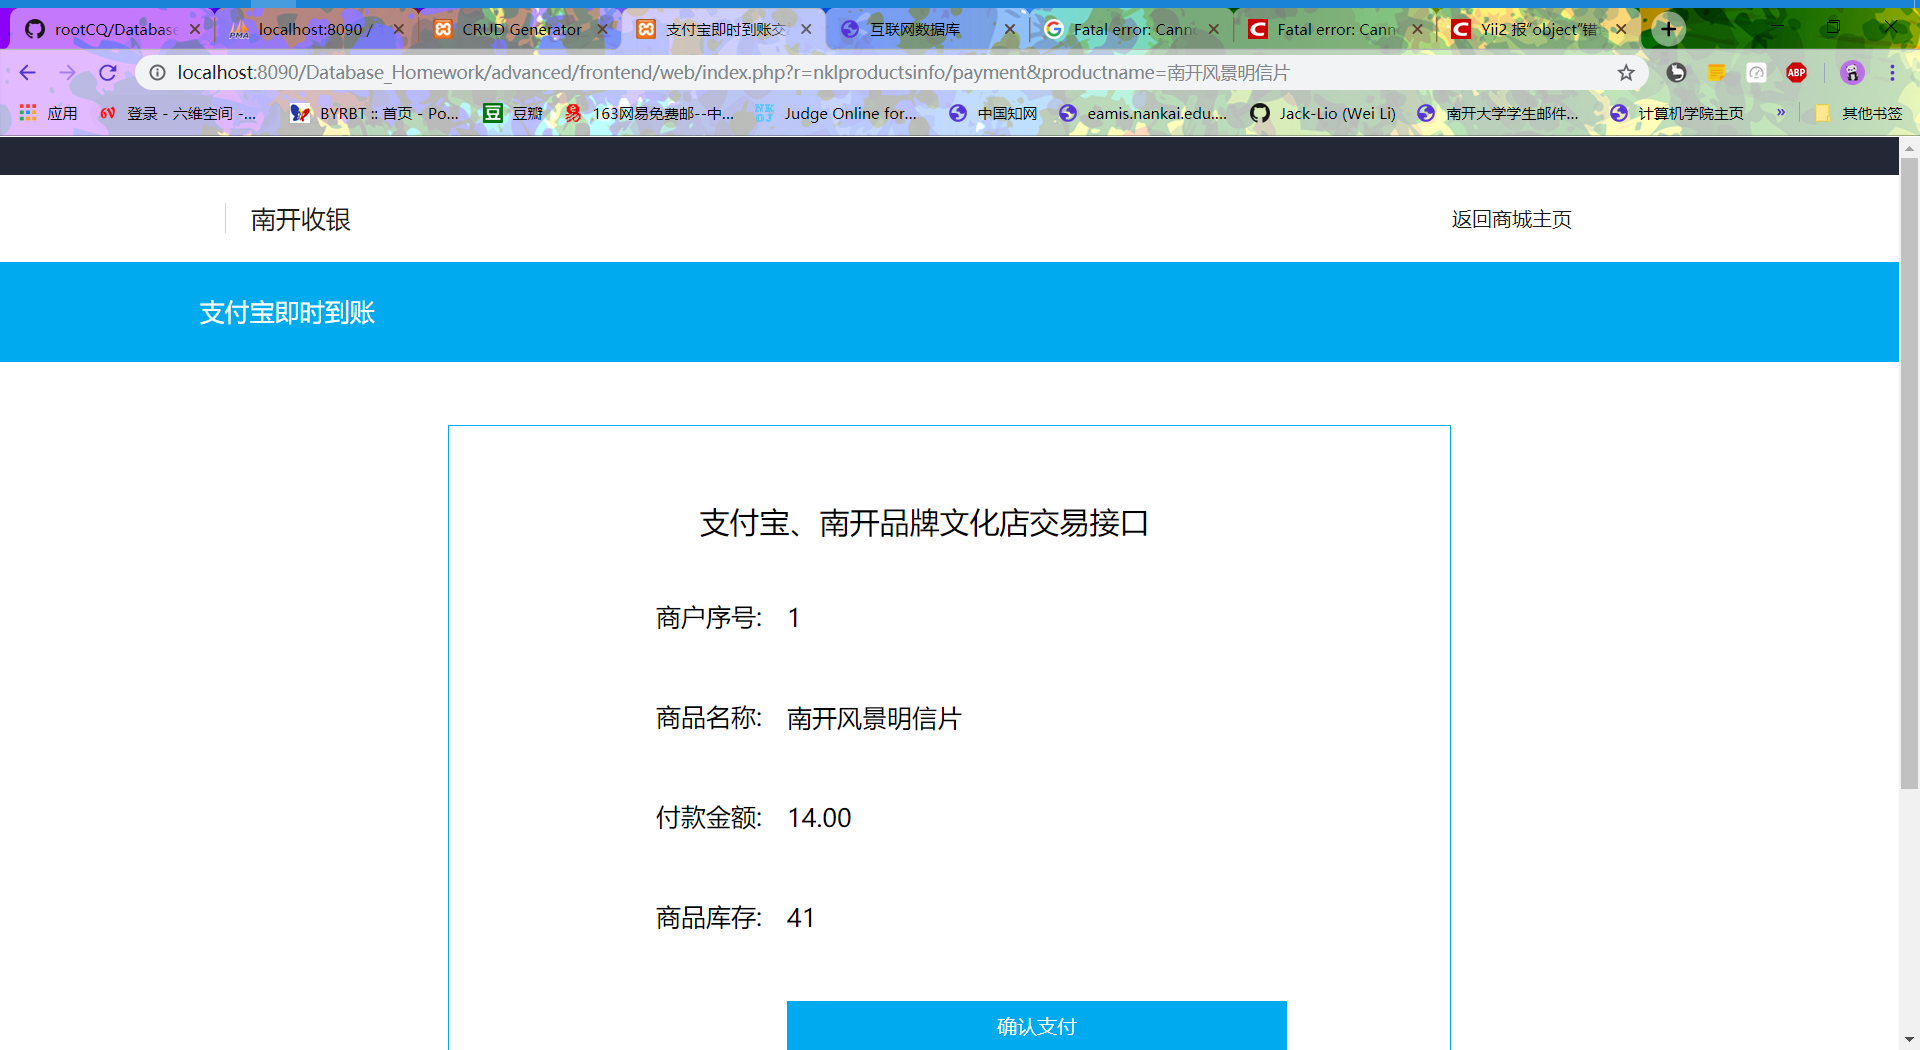 rootCQ/Database
localhost:8090 /
CRUD Generator
支付宝即时到账交
互联网数据库
Fatal error: Cann
Fatal error: Cann
Yii2 报“object”错
localhost:8090/Database_Homework/advanced/frontend/web/index.php?r=nklproductsinfo/payment&productname=南开风景明信片
ABP
应用
6V
登录 - 六维空间 -...
BYRBT :: 首页 - Po...
豆
豆瓣
163网易免费邮--中...
Judge Online for...
中国知网
eamis.nankai.edu....
Jack-Lio (Wei Li)
南开大学学生邮件...
计算机学院主页
»
其他书签
南开收银
返回商城主页
支付宝即时到账
支付宝、南开品牌文化店交易接口
商户序号: 1
商品名称: 南开风景明信片
付款金额: 14.00
商品库存: 41
确认支付